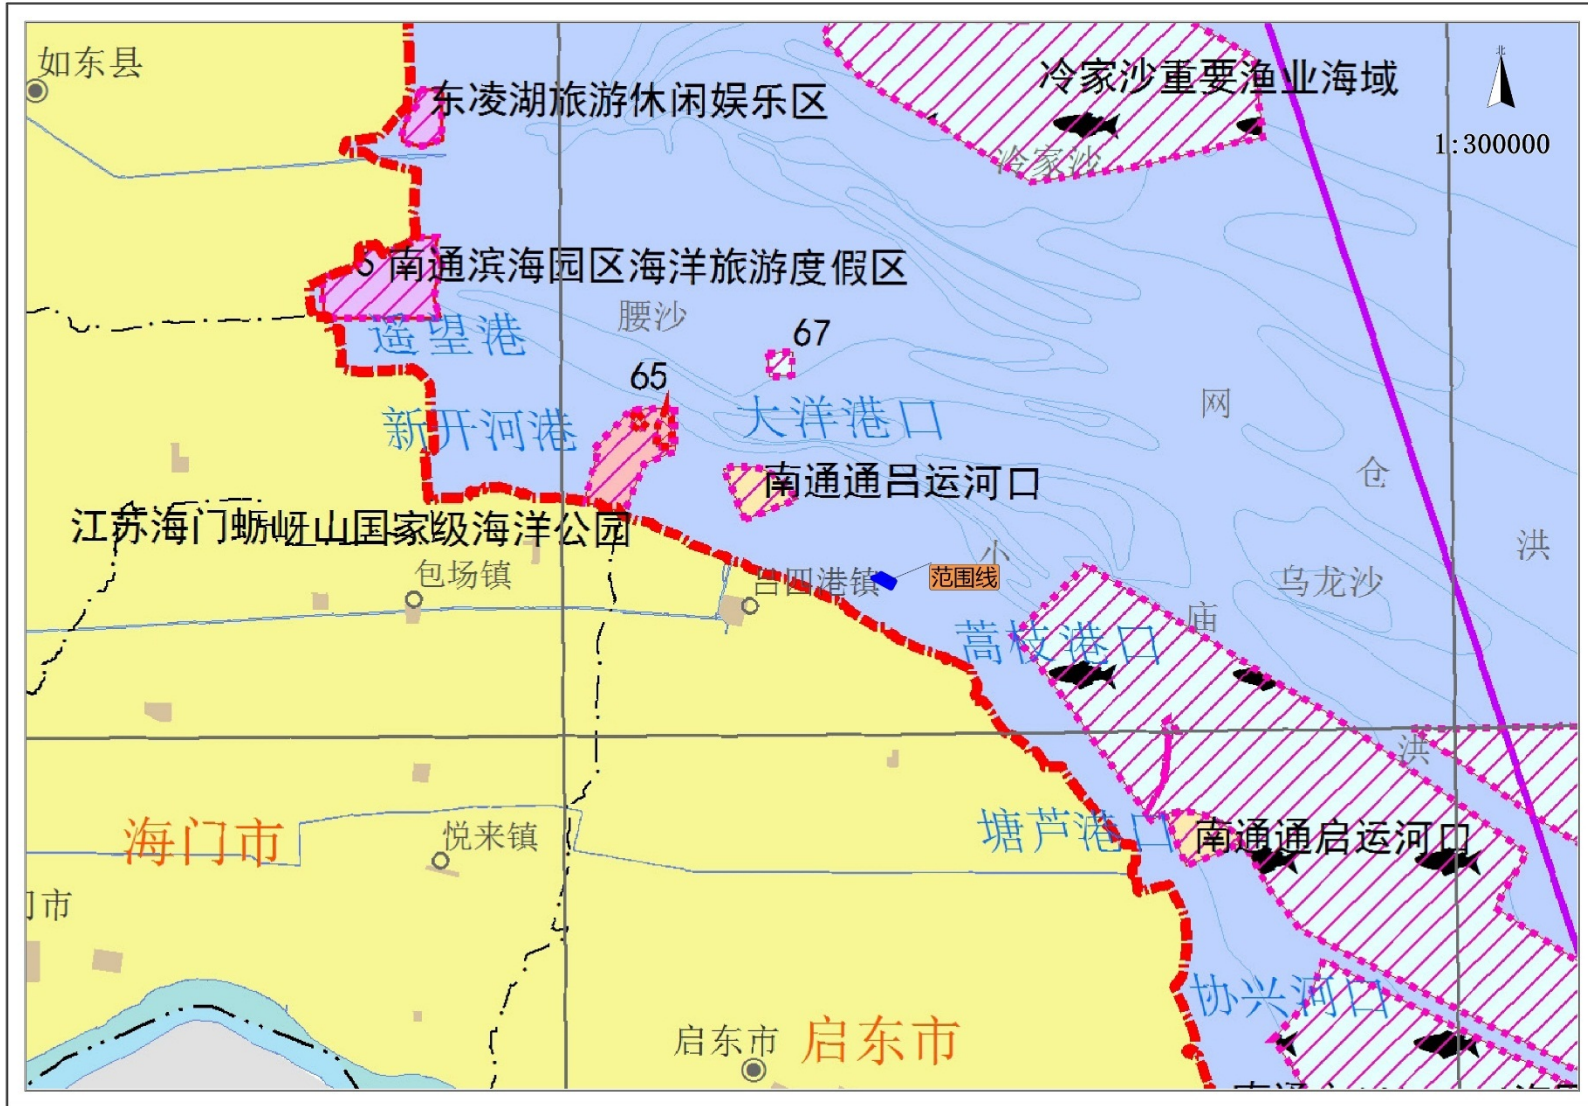 北
如东县
冷家沙重要渔业海域
东凌湖旅游休闲娱乐区
1:300000
冷家沙
南通滨海园区海洋旅游度假区
腰沙
遥望港
67
65
网
新开河港
大洋港口
仓
南通通吕运河口
江苏海门蛎岈山国家级海洋公园
洪
小
包场镇
吕四港镇
范围线
乌龙沙
庙
蒿枝港口
洪
海门市
悦来镇
塘芦港口
南通通启运河口
门市
协兴河口
启东市
启东市